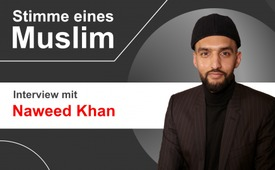 Stimme eines
Muslim
Interview mit
Naweed Khan